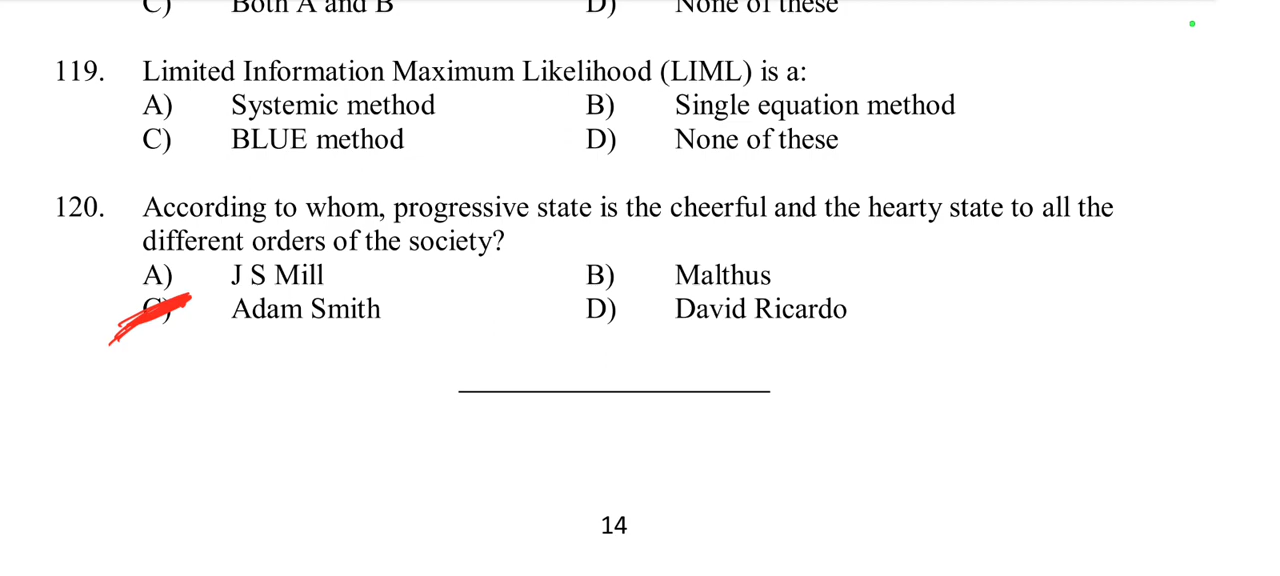 C) Both A and B D) None of these
119. Limited Information Maximum Likelihood (LIML) is a:
A) Systemic method B) Single equation method
C) BLUE method D) None of these
120. According to whom, progressive state is the cheerful and the hearty state to all the
different orders of the society?
A) J S Mill B) Malthus
C) Adam Smith D) David Ricardo
14